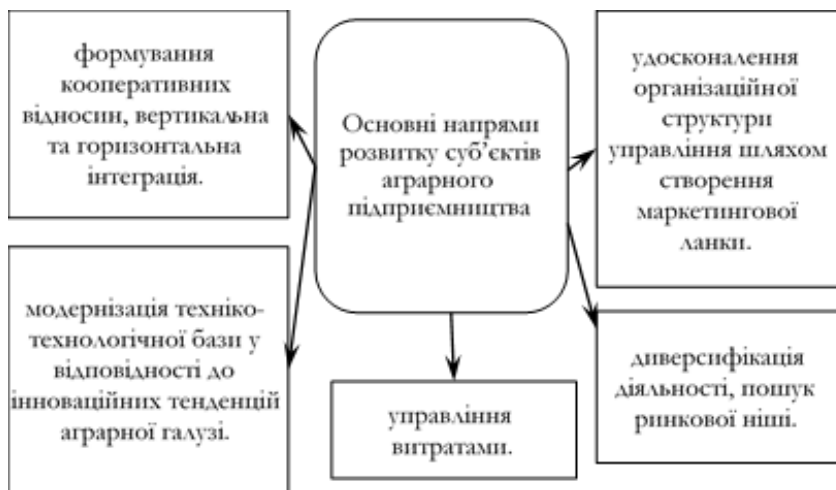 формування
кооперативних
відносин, вертикальна
та горизонтальна
інтеграція.
Основні напрями
розвитку суб’єктів
аграрного
підприємництва
удосконалення
організаційної
структури
управління шляхом
створення
маркетингової
ланки.
модернізація техніко-
технологічної бази у
відповідності до
інноваційних тенденцій
аграрної галузі.
управління
витратами.
диверсифікація
діяльності, пошук
ринкової ніші.